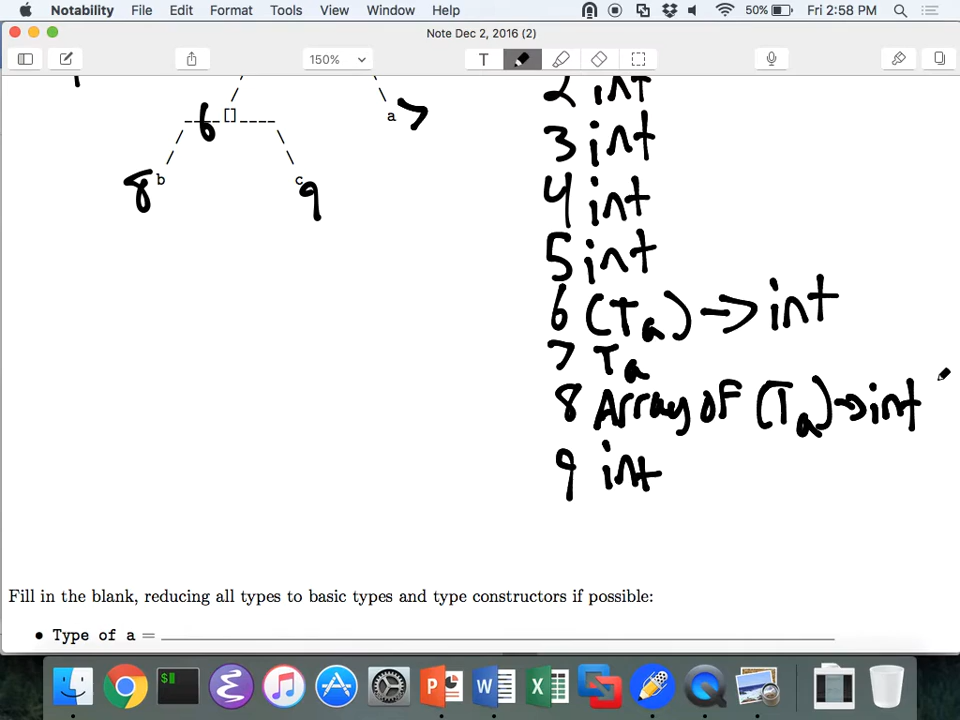 Notability File Edit Format Tools View Window Help 50% Fri 2:58 PM
Note Dec 2, 2016 (2)
150% T
2 int
[] a 7
6
3 int
b c
8 9
4 int
5 int
6 (Ta) -> int
7 Ta
8 Array of (Ta) -> int
9 int
Fill in the blank, reducing all types to basic types and type constructors if possible:
• Type of a =
$ P W X